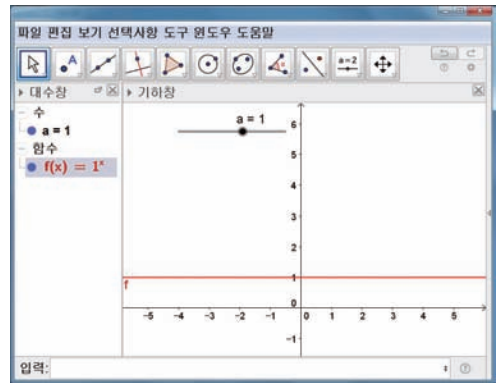 파일 편집 보기 선택사항 도구 윈도우 도움말
A
a=2
대수창
기하창
수
a = 1
함수
f(x) = 1ˣ
a = 1
6
5
4
3
2
1
f
0
-5 -4 -3 -2 -1 0 1 2 3 4 5
-1
입력: